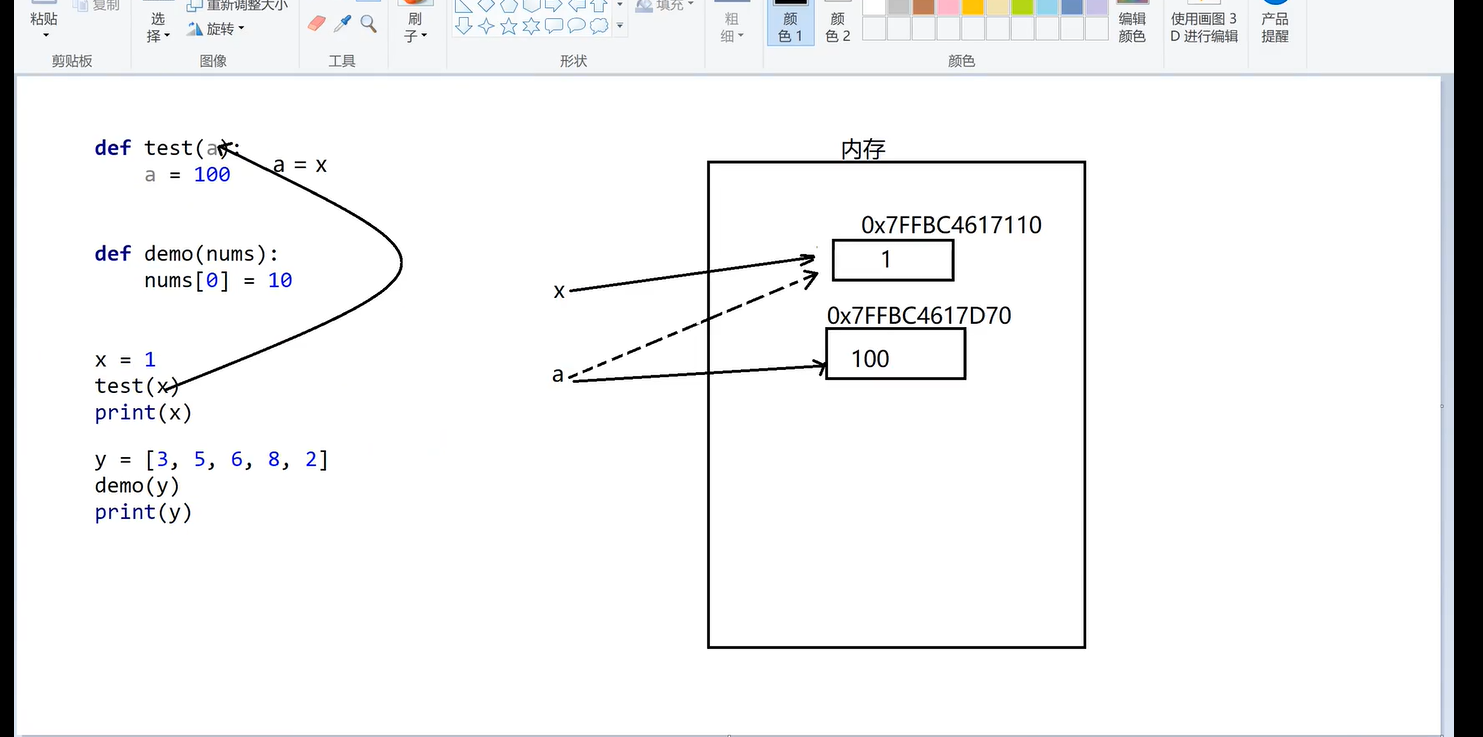 粘贴
复制
选择
重新调整大小
旋转
刷子
填充
粗细
颜色 1
颜色 2
编辑颜色
使用画图 3D 进行编辑
产品提醒
剪贴板
图像
工具
形状
颜色
def test(a):
a = 100
a = x
def demo(nums):
nums[0] = 10
x = 1
test(x)
print(x)
y = [3, 5, 6, 8, 2]
demo(y)
print(y)
内存
0x7FFBC4617110
1
x
0x7FFBC4617D70
100
a